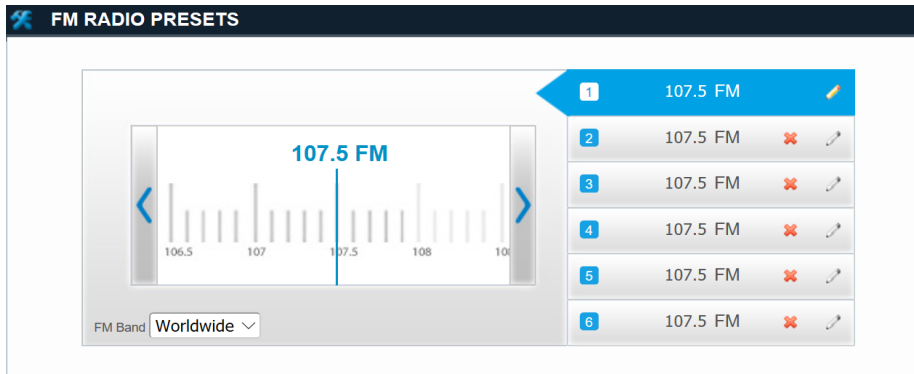 FM RADIO PRESETS
107.5 FM
106.5 107 107.5 108 10
FM Band Worldwide
1 107.5 FM
2 107.5 FM
3 107.5 FM
4 107.5 FM
5 107.5 FM
6 107.5 FM